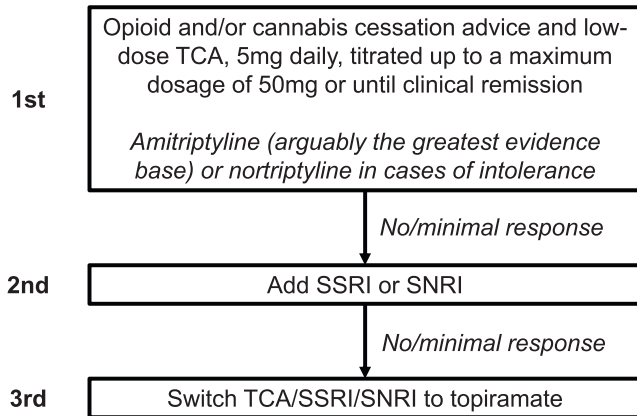 1st
Opioid and/or cannabis cessation advice and low-
dose TCA, 5mg daily, titrated up to a maximum
dosage of 50mg or until clinical remission
Amitriptyline (arguably the greatest evidence
base) or nortriptyline in cases of intolerance
No/minimal response
2nd
Add SSRI or SNRI
No/minimal response
3rd
Switch TCA/SSRI/SNRI to topiramate